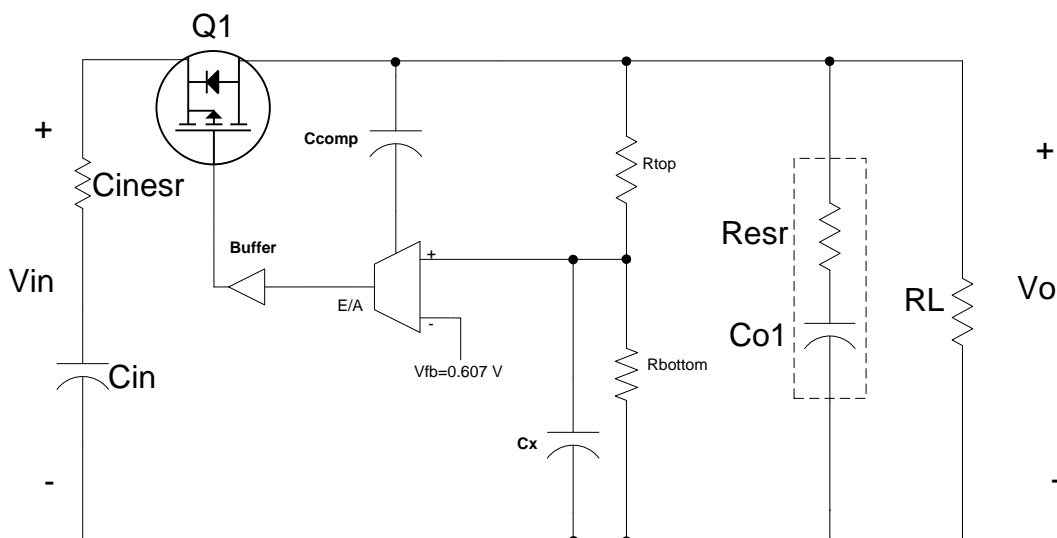 Q1
+
Cinesr
Vin
Cin
-
Ccomp
Buffer
E/A
+
-
Vfb=0.607 V
Rtop
Rbottom
Cx
Resr
Co1
RL
+
Vo
-